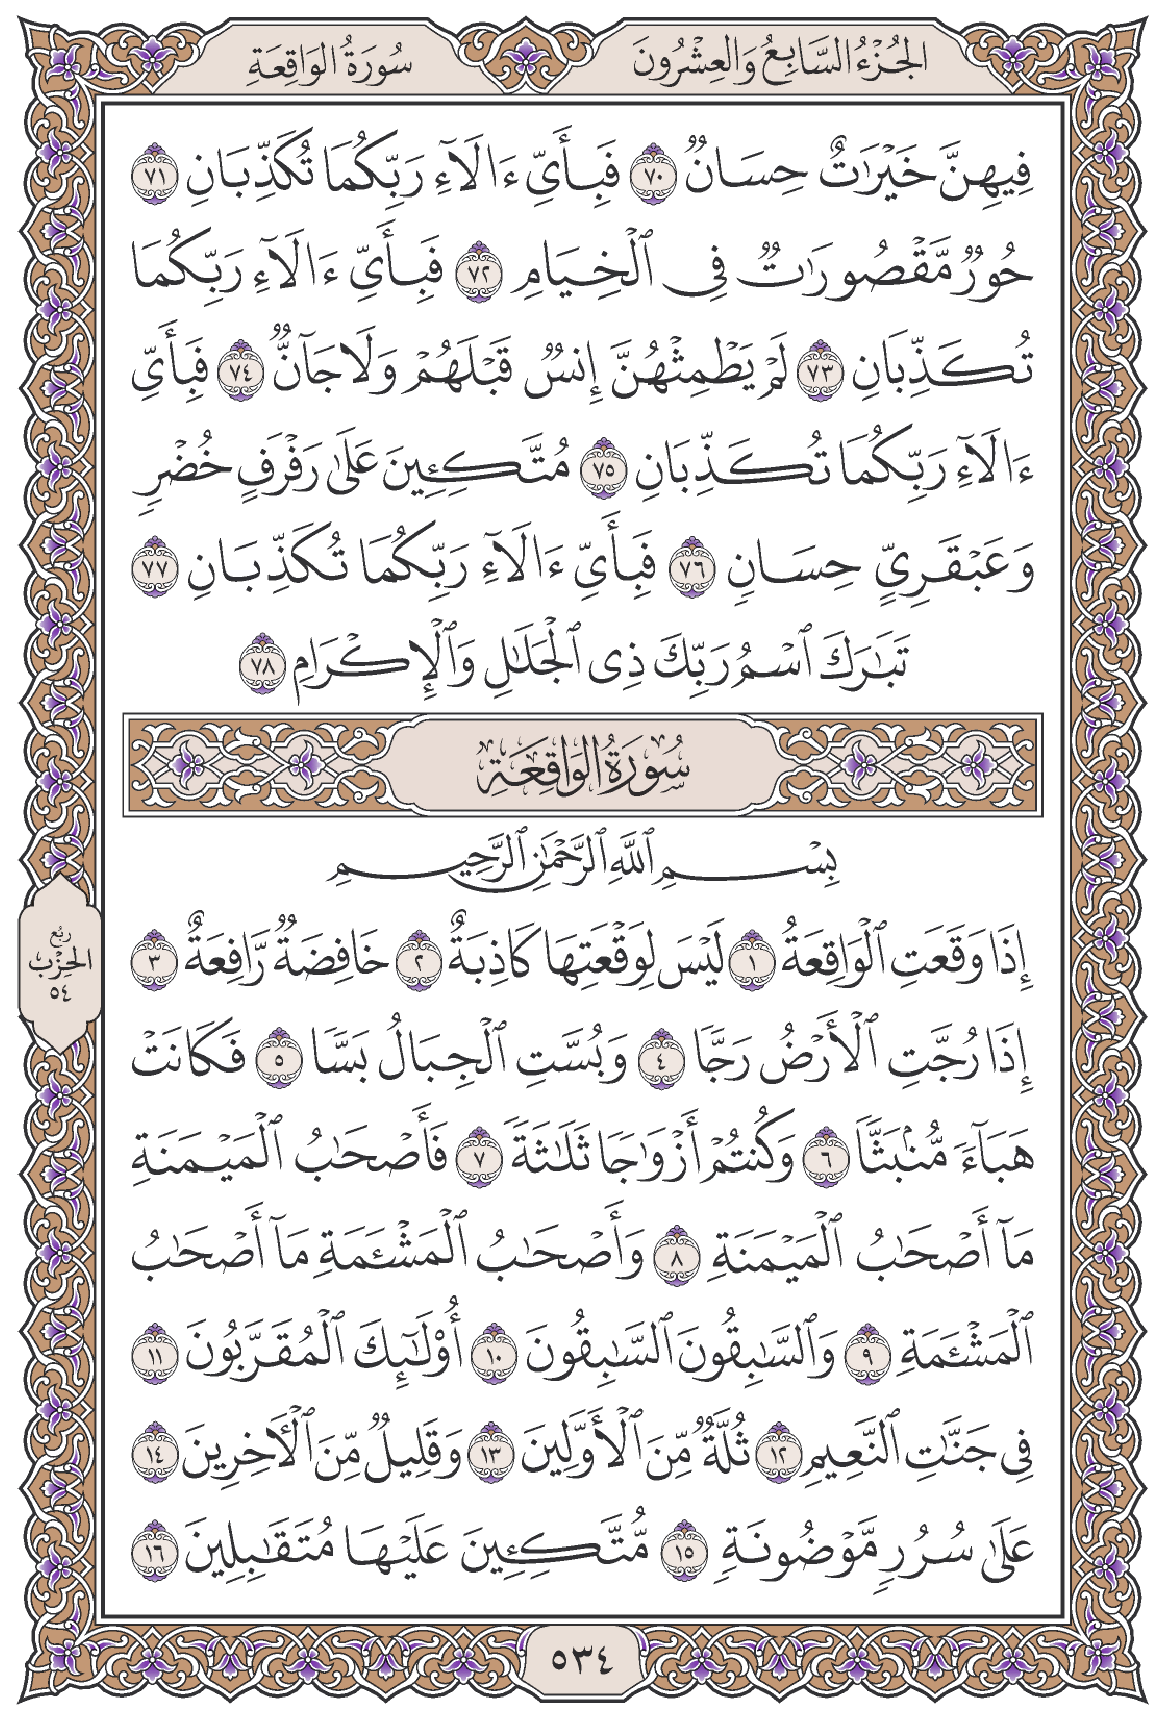 الجُزْءُ السَّابِعُ وَالعِشْرُونَ
سُورَةُ الوَاقِعَةِ
فِيهِنَّ خَيْرَٰتٌ حِسَانٌ ٧٠ فَبِأَيِّ ءَالَآءِ رَبِّكُمَا تُكَذِّبَانِ ٧١
حُورٌ مَّقْصُورَٰتٌ فِي ٱلْخِيَامِ ٧٢ فَبِأَيِّ ءَالَآءِ رَبِّكُمَا
تُكَذِّبَانِ ٧٣ لَمْ يَطْمِثْهُنَّ إِنسٌ قَبْلَهُمْ وَلَا جَآنٌّ ٧٤ فَبِأَيِّ
ءَالَآءِ رَبِّكُمَا تُكَذِّبَانِ ٧٥ مُتَّكِـِٔينَ عَلَىٰ رَفْرَفٍ خُضْرٍ
وَعَبْقَرِيٍّ حِسَانٍ ٧٦ فَبِأَيِّ ءَالَآءِ رَبِّكُمَا تُكَذِّبَانِ ٧٧
تَبَٰرَكَ ٱسْمُ رَبِّكَ ذِي ٱلْجَلَٰلِ وَٱلْإِكْرَامِ ٧٨
سُورَةُ الوَاقِعَةِ
بِسْمِ ٱللَّهِ ٱلرَّحْمَٰنِ ٱلرَّحِيمِ
إِذَا وَقَعَتِ ٱلْوَاقِعَةُ ١ لَيْسَ لِوَقْعَتِهَا كَاذِبَةٌ ٢ خَافِضَةٌ رَّافِعَةٌ ٣
إِذَا رُجَّتِ ٱلْأَرْضُ رَجًّا ٤ وَبُسَّتِ ٱلْجِبَالُ بَسًّا ٥ فَكَانَتْ
هَبَآءً مُّنۢبَثًّا ٦ وَكُنتُمْ أَزْوَٰجًا ثَلَٰثَةً ٧ فَأَصْحَٰبُ ٱلْمَيْمَنَةِ
مَآ أَصْحَٰبُ ٱلْمَيْمَنَةِ ٨ وَأَصْحَٰبُ ٱلْمَشْـَٔمَةِ مَآ أَصْحَٰبُ
ٱلْمَشْـَٔمَةِ ٩ وَٱلسَّٰبِقُونَ ٱلسَّٰبِقُونَ ١٠ أُو۟لَٰٓئِكَ ٱلْمُقَرَّبُونَ ١١
فِي جَنَّٰتِ ٱلنَّعِيمِ ١٢ ثُلَّةٌ مِّنَ ٱلْأَوَّلِينَ ١٣ وَقَلِيلٌ مِّنَ ٱلْءَاخِرِينَ ١٤
عَلَىٰ سُرُرٍ مَّوْضُونَةٍ ١٥ مُّتَّكِـِٔينَ عَلَيْهَا مُتَقَٰبِلِينَ ١٦
ربع
الحزب
٥٤
٥٣٤